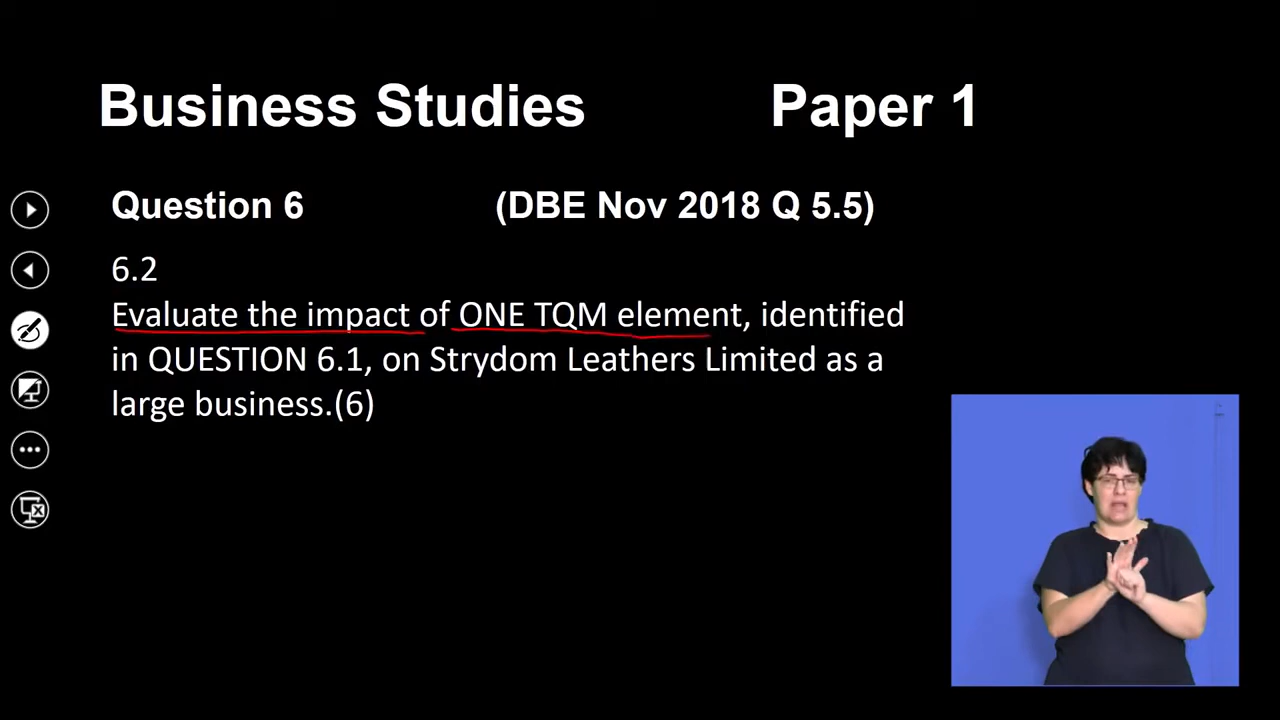 Business Studies Paper 1
Question 6 (DBE Nov 2018 Q 5.5)
6.2
Evaluate the impact of ONE TQM element, identified
in QUESTION 6.1, on Strydom Leathers Limited as a
large business.(6)